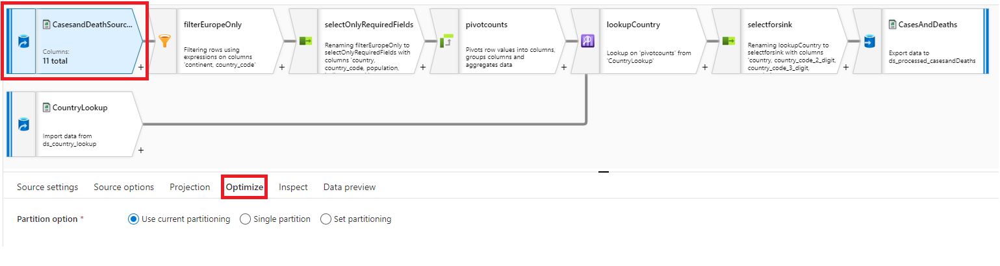 CasesandDeathSourc...
Columns:
11 total
+
filterEuropeOnly
Filtering rows using
expressions on columns
'continent, country_code'
+
selectOnlyRequiredFields
Renaming filterEuropeOnly to
selectOnlyRequiredFields with
columns 'country,
country_code, population,
+
pivotcounts
Pivots row values into columns,
groups columns and
aggregates data
+
lookupCountry
Lookup on 'pivotcounts' from
'CountryLookup'
+
selectforsink
Renaming lookupCountry to
selectforsink with columns
'country, country_code_2_digit,
country_code_3_digit,
+
CasesAndDeaths
Export data to
ds_processed_casesandDeaths
CountryLookup
Import data from
ds_country_lookup
+
Source settings Source options Projection Optimize Inspect Data preview
Partition option * Use current partitioning Single partition Set partitioning